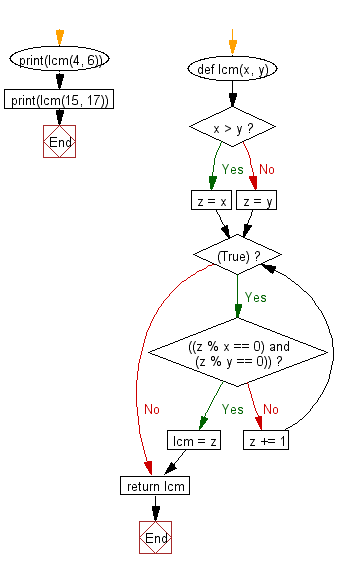 print(lcm(4, 6))
print(lcm(15, 17))
End
def lcm(x, y)
x > y ?
Yes
No
z = x
z = y
(True) ?
Yes
((z % x == 0) and
(z % y == 0)) ?
No
Yes
No
lcm = z
z += 1
return lcm
End